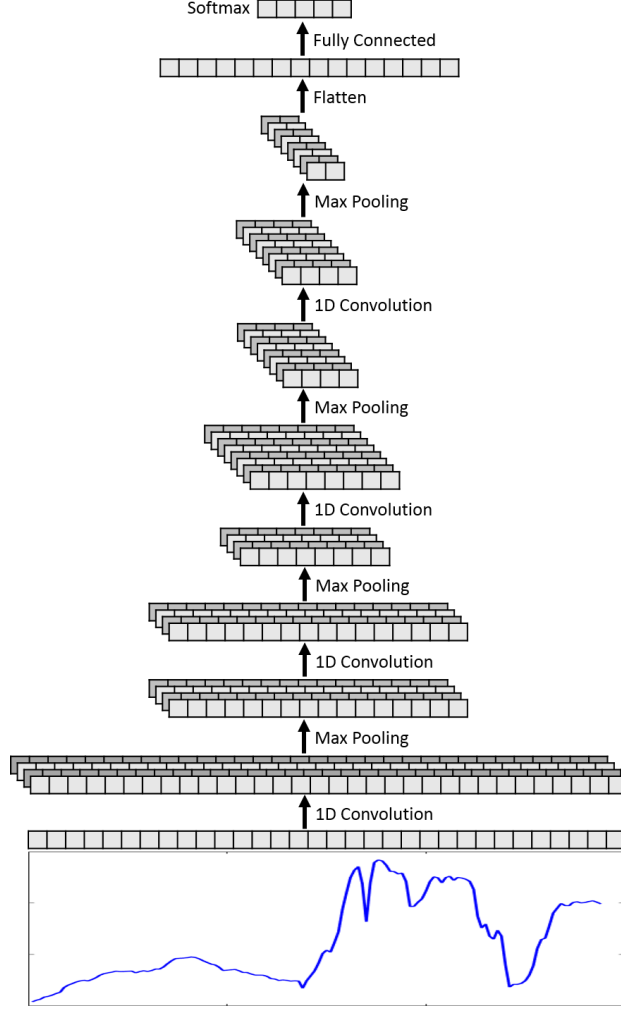 Softmax
Fully Connected
Flatten
Max Pooling
1D Convolution
Max Pooling
1D Convolution
Max Pooling
1D Convolution
Max Pooling
1D Convolution